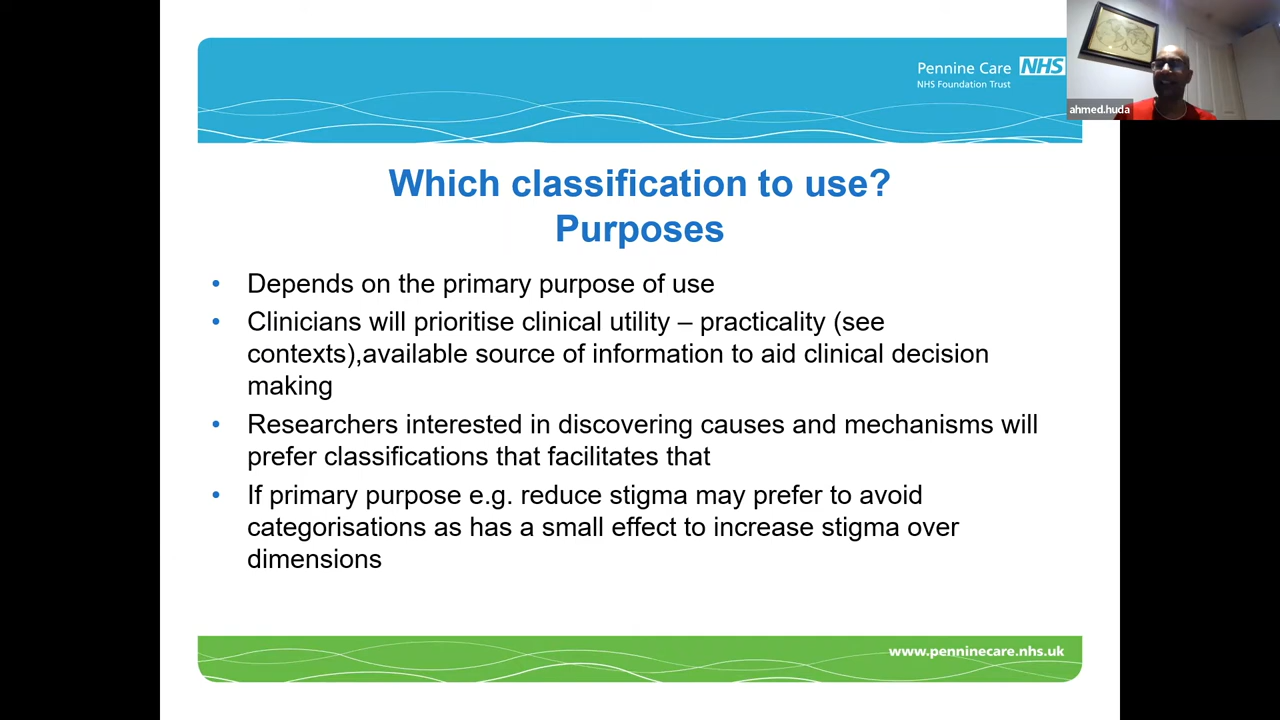 Pennine Care NHS
NHS Foundation Trust
ahmed.huda
Which classification to use?
Purposes
• Depends on the primary purpose of use
• Clinicians will prioritise clinical utility – practicality (see
contexts),available source of information to aid clinical decision
making
• Researchers interested in discovering causes and mechanisms will
prefer classifications that facilitates that
• If primary purpose e.g. reduce stigma may prefer to avoid
categorisations as has a small effect to increase stigma over
dimensions
www.penninecare.nhs.uk